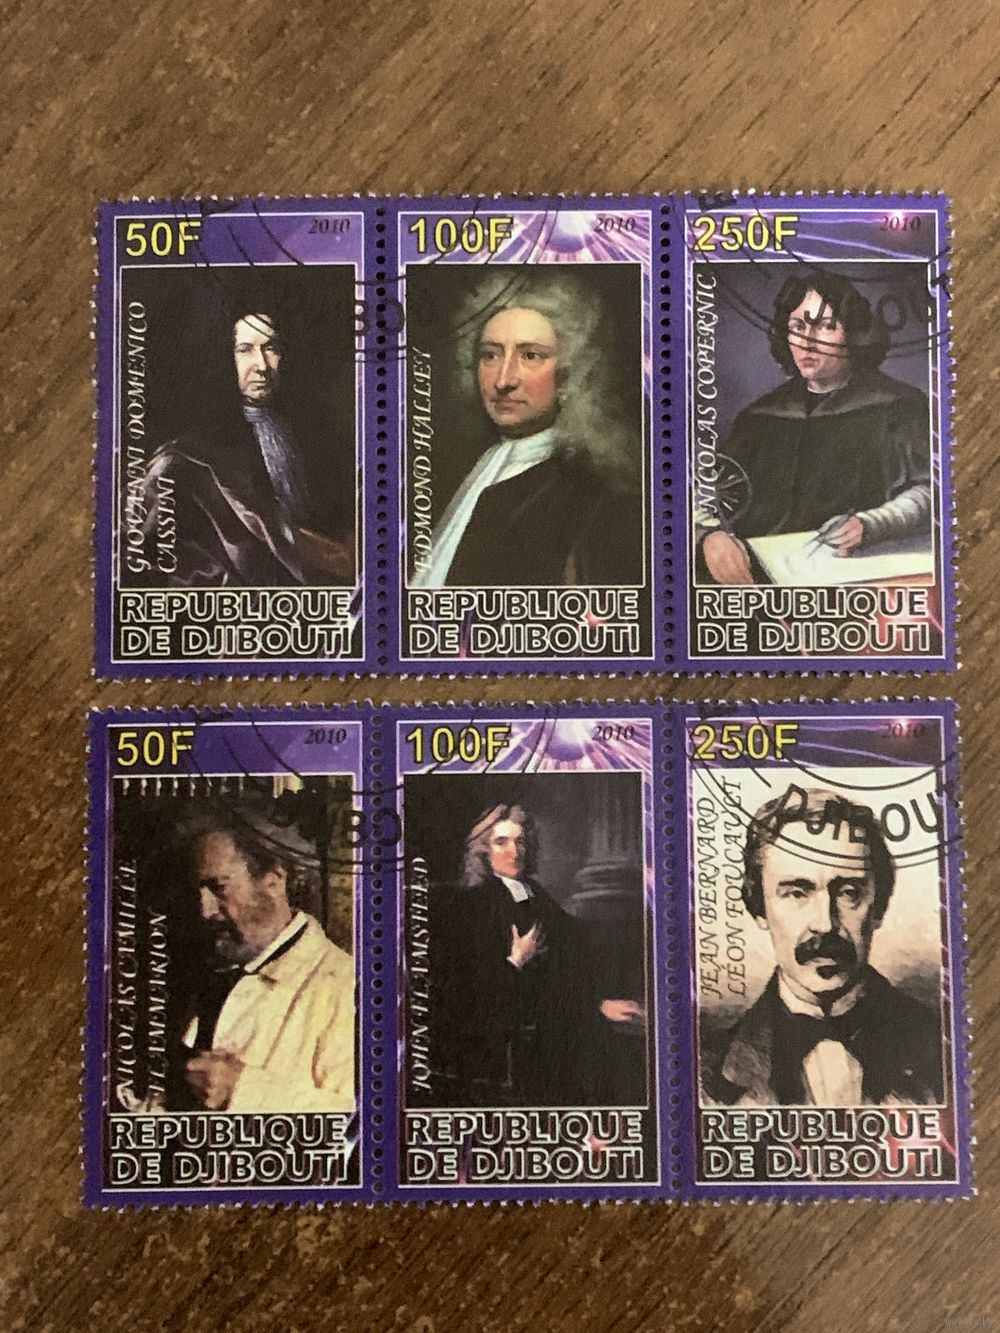 50F
2010
GIOVANNI DOMENICO
CASSINI
REPUBLIQUE
DE DJIBOUTI
100F
2010
EDMOND HALLEY
REPUBLIQUE
DE DJIBOUTI
250F
2010
NICOLAS COPERNIC
DJIBOUTI
REPUBLIQUE
DE DJIBOUTI
50F
2010
NICOLAS CAMILLE
FLAMMARION
REPUBLIQUE
DE DJIBOUTI
100F
2010
JOHN FLAMSTEED
REPUBLIQUE
DE DJIBOUTI
250F
2010
JEAN BERNARD
LÉON FOUCAUCT
DJIBOUT
REPUBLIQUE
DE DJIBOUTI